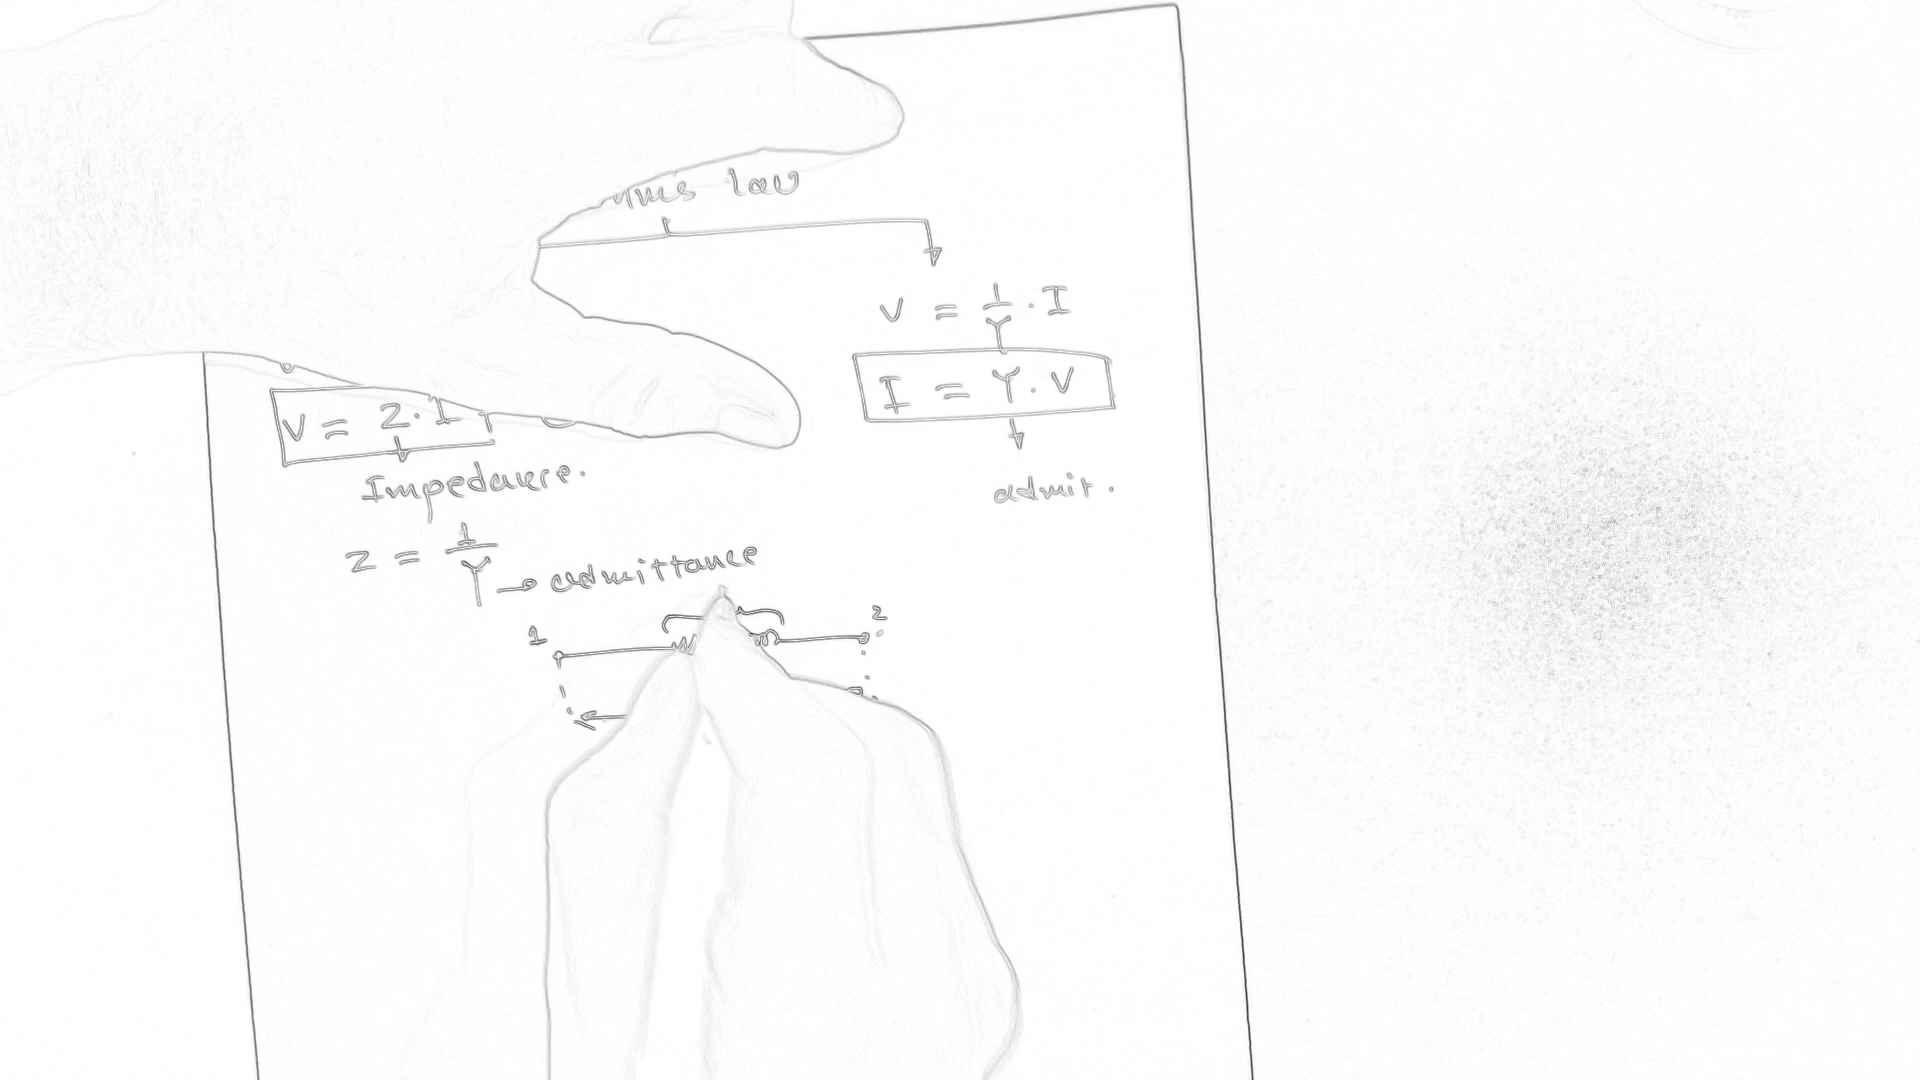 law
V = 1/Y . I
I = Y . V
V = Z . I
Impedance.
admit .
Z = 1/Y → admittance
1 2